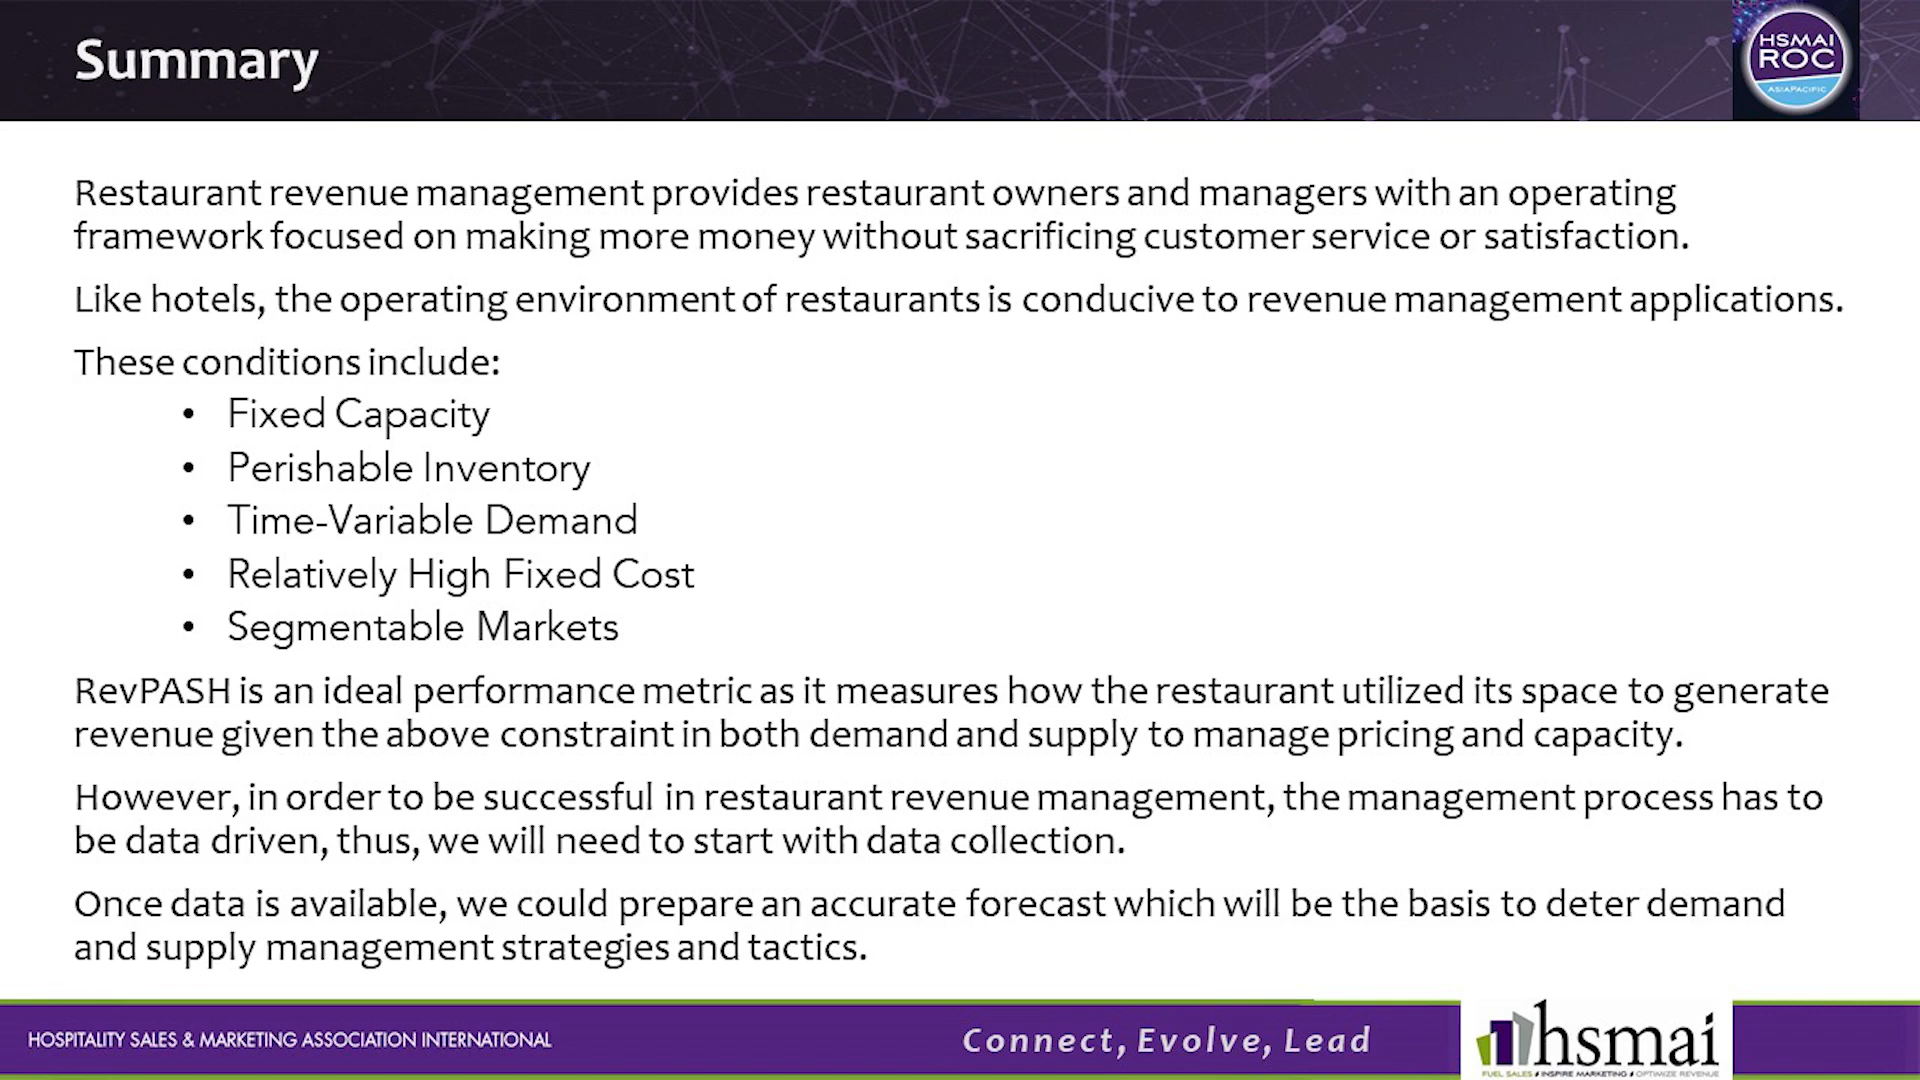 Summary
HSMAI
ROC
ASIAPACIFIC
Restaurant revenue management provides restaurant owners and managers with an operating
framework focused on making more money without sacrificing customer service or satisfaction.
Like hotels, the operating environment of restaurants is conducive to revenue management applications.
These conditions include:
• Fixed Capacity
• Perishable Inventory
• Time-Variable Demand
• Relatively High Fixed Cost
• Segmentable Markets
RevPASH is an ideal performance metric as it measures how the restaurant utilized its space to generate
revenue given the above constraint in both demand and supply to manage pricing and capacity.
However, in order to be successful in restaurant revenue management, the management process has to
be data driven, thus, we will need to start with data collection.
Once data is available, we could prepare an accurate forecast which will be the basis to deter demand
and supply management strategies and tactics.
HOSPITALITY SALES & MARKETING ASSOCIATION INTERNATIONAL
Connect, Evolve, Lead
hsmai
FUEL SALES / INSPIRE MARKETING / OPTIMIZE REVENUE